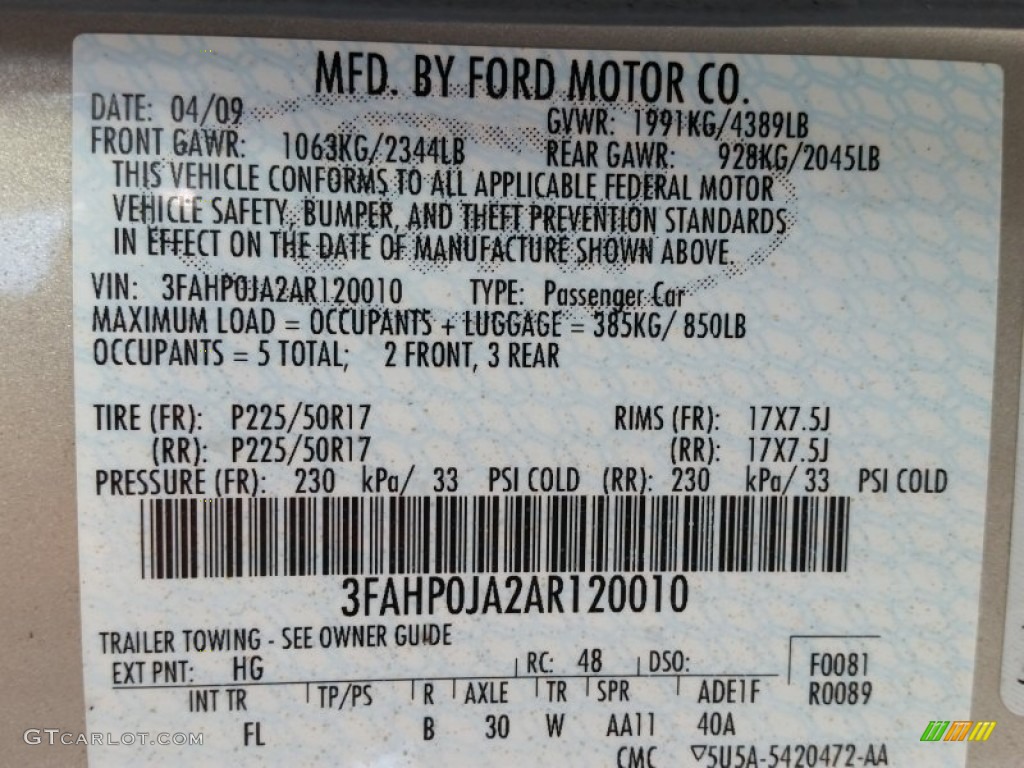 MFD. BY FORD MOTOR CO.
DATE: 04/09 GVWR: 1991KG/4389LB
FRONT GAWR: 1063KG/2344LB REAR GAWR: 928KG/2045LB
THIS VEHICLE CONFORMS TO ALL APPLICABLE FEDERAL MOTOR
VEHICLE SAFETY, BUMPER, AND THEFT PREVENTION STANDARDS
IN EFFECT ON THE DATE OF MANUFACTURE SHOWN ABOVE.
VIN: 3FAHP0JA2AR120010 TYPE: Passenger Car
MAXIMUM LOAD = OCCUPANTS + LUGGAGE = 385KG/ 850LB
OCCUPANTS = 5 TOTAL; 2 FRONT, 3 REAR
TIRE (FR): P225/50R17 RIMS (FR): 17X7.5J
(RR): P225/50R17 (RR): 17X7.5J
PRESSURE (FR): 230 kPa/ 33 PSI COLD (RR): 230 kPa/ 33 PSI COLD
3FAHP0JA2AR120010
TRAILER TOWING - SEE OWNER GUIDE
EXT PNT: HG RC: 48 DSO: F0081
INT TR TP/PS R AXLE TR SPR ADE1F R0089
FL B 30 W AA11 40A
CMC ▽5U5A-5420472-AA
GTCARLOT.COM